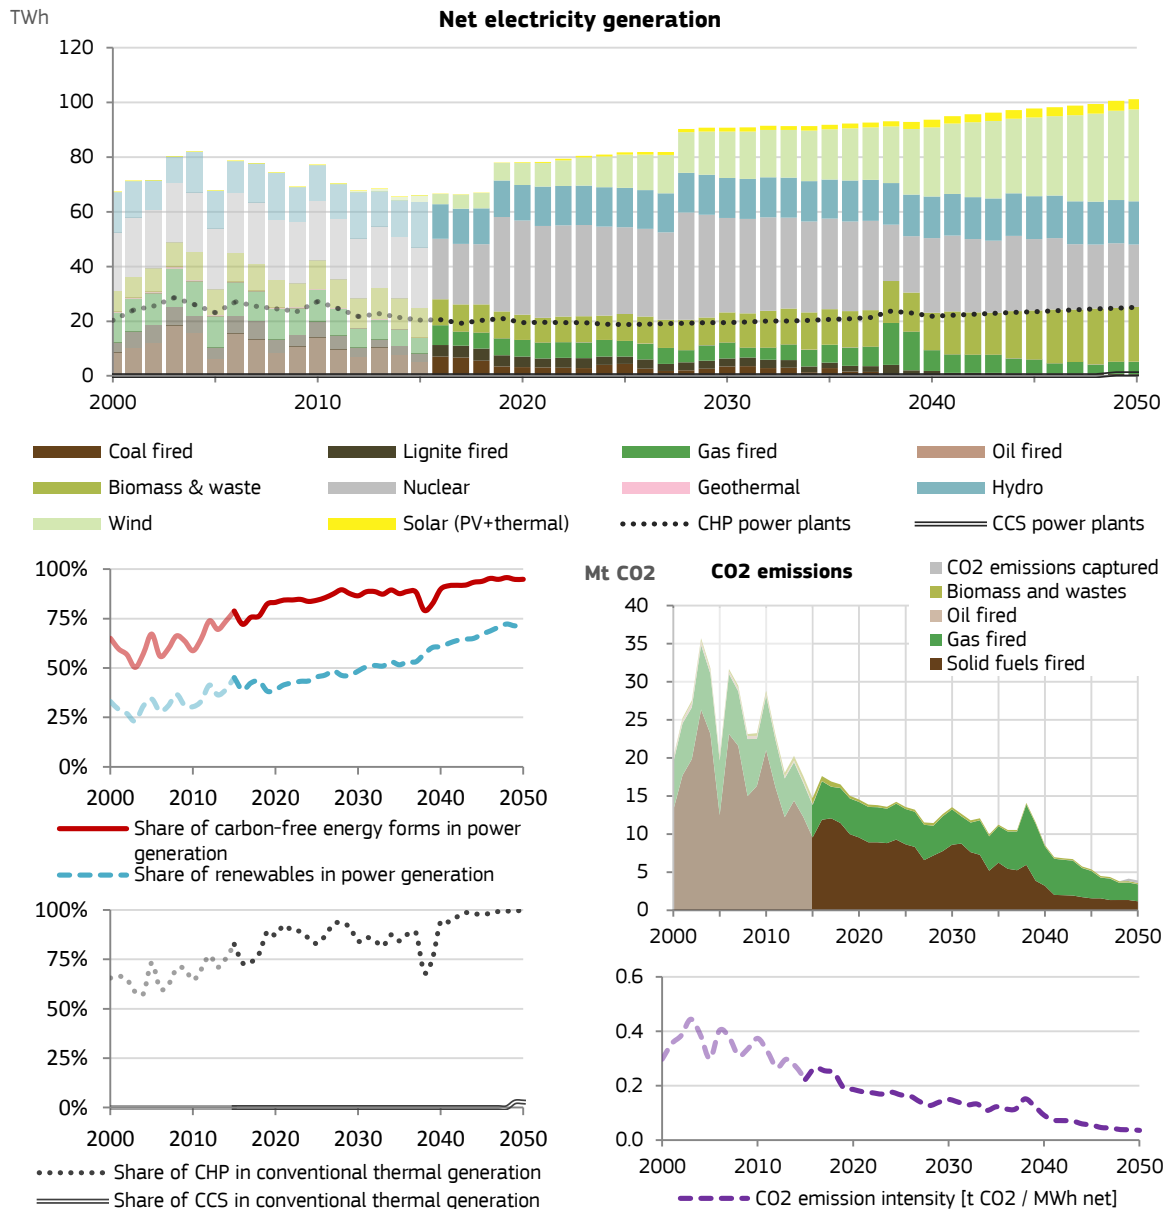 TWh
Net electricity generation
120
100
80
60
40
20
0
2000 2010 2020 2030 2040 2050
Coal fired Lignite fired Gas fired Oil fired
Biomass & waste Nuclear Geothermal Hydro
Wind Solar (PV+thermal) CHP power plants CCS power plants
100%
75%
50%
25%
0%
2000 2010 2020 2030 2040 2050
Share of carbon-free energy forms in power
generation
Share of renewables in power generation
Mt CO2 CO2 emissions
CO2 emissions captured
Biomass and wastes
Oil fired
Gas fired
Solid fuels fired
40
35
30
25
20
15
10
5
0
2000 2010 2020 2030 2040 2050
100%
75%
50%
25%
0%
2000 2010 2020 2030 2040 2050
Share of CHP in conventional thermal generation
Share of CCS in conventional thermal generation
0.6
0.4
0.2
0.0
2000 2010 2020 2030 2040 2050
CO2 emission intensity [t CO2 / MWh net]